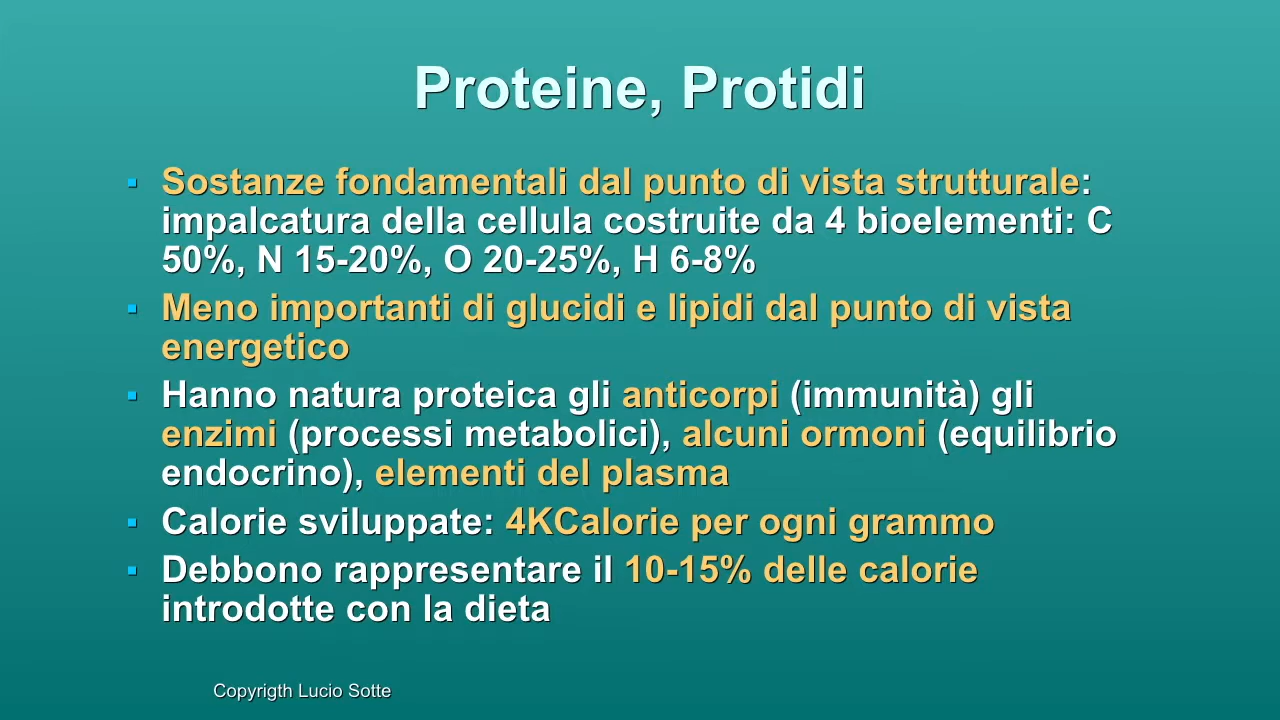 Proteine, Protidi
▪ Sostanze fondamentali dal punto di vista strutturale:
impalcatura della cellula costruite da 4 bioelementi: C
50%, N 15-20%, O 20-25%, H 6-8%
▪ Meno importanti di glucidi e lipidi dal punto di vista
energetico
▪ Hanno natura proteica gli anticorpi (immunità) gli
enzimi (processi metabolici), alcuni ormoni (equilibrio
endocrino), elementi del plasma
▪ Calorie sviluppate: 4KCalorie per ogni grammo
▪ Debbono rappresentare il 10-15% delle calorie
introdotte con la dieta
Copyrigth Lucio Sotte